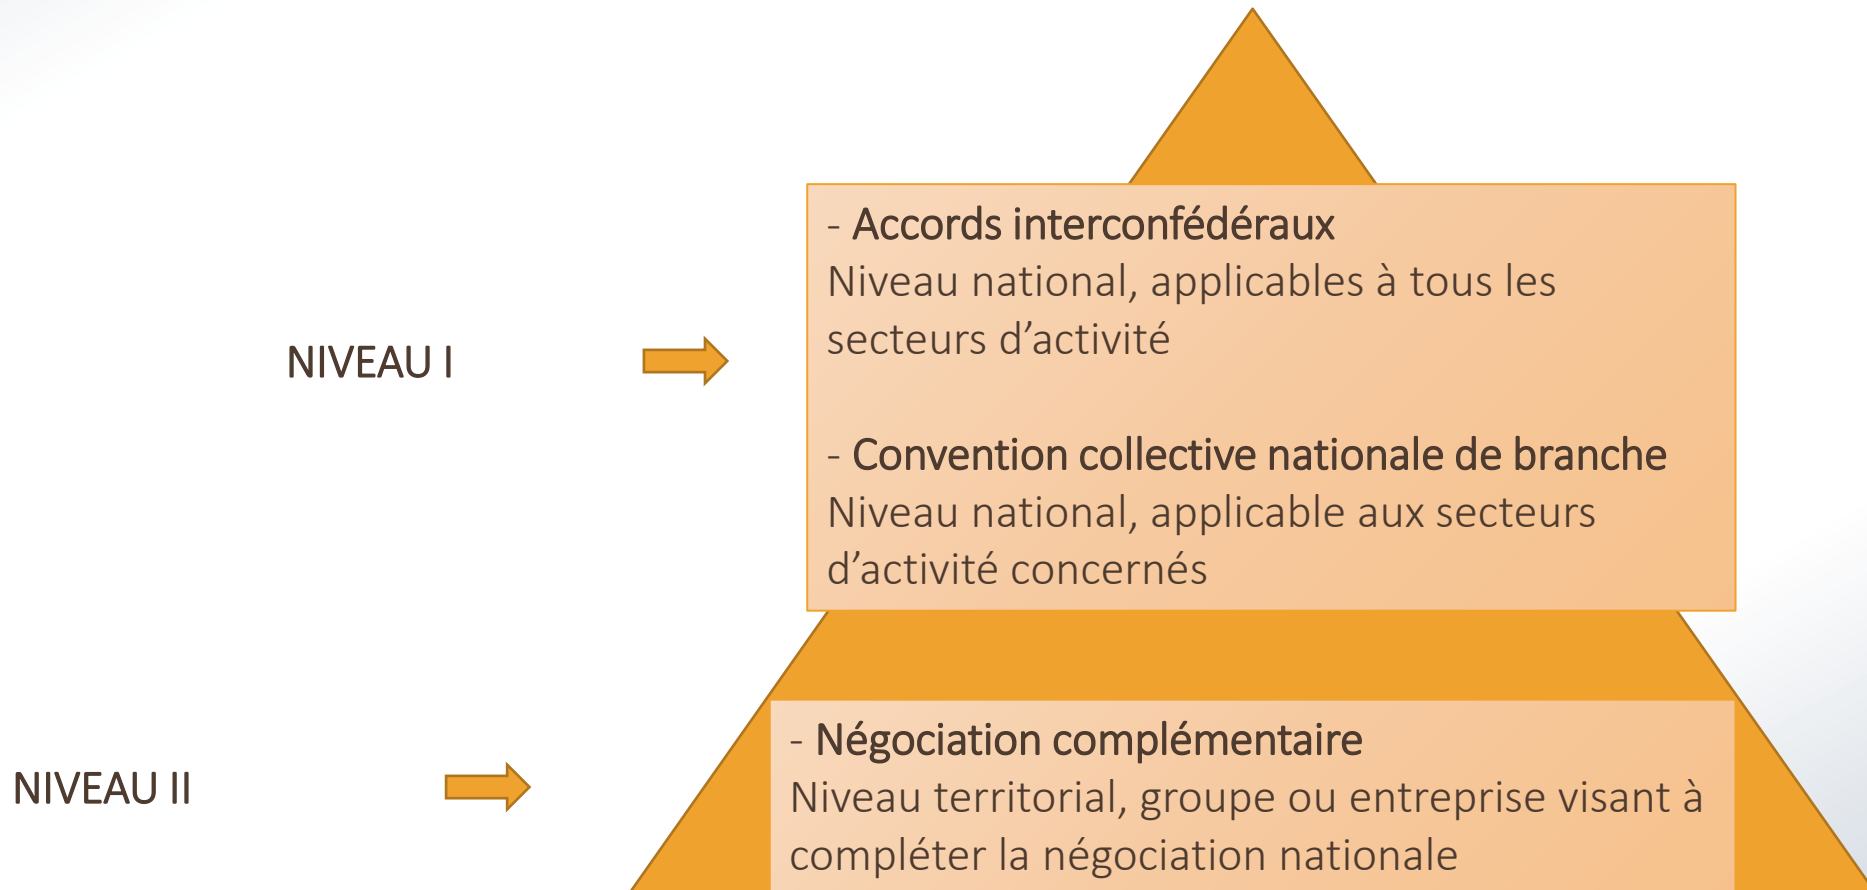 - Accords interconfédéraux
Niveau national, applicables à tous les
secteurs d’activité
NIVEAU I
- Convention collective nationale de branche
Niveau national, applicable aux secteurs
d’activité concernés
- Négociation complémentaire
NIVEAU II
Niveau territorial, groupe ou entreprise visant à
compléter la négociation nationale